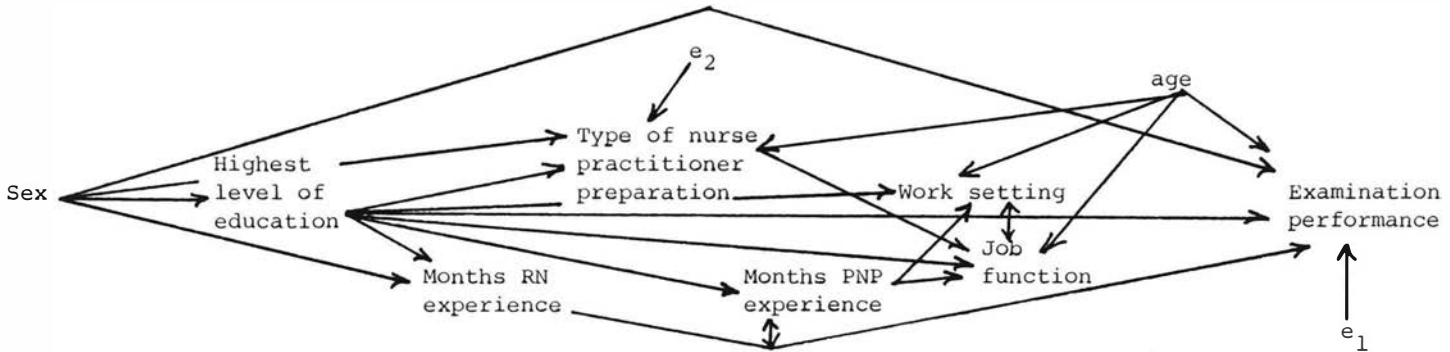 e2
age
Type of nurse
practitioner
preparation
Highest
level of
education
Sex
Work setting
Examination
performance
Job
function
Months RN
experience
Months PNP
experience
e1